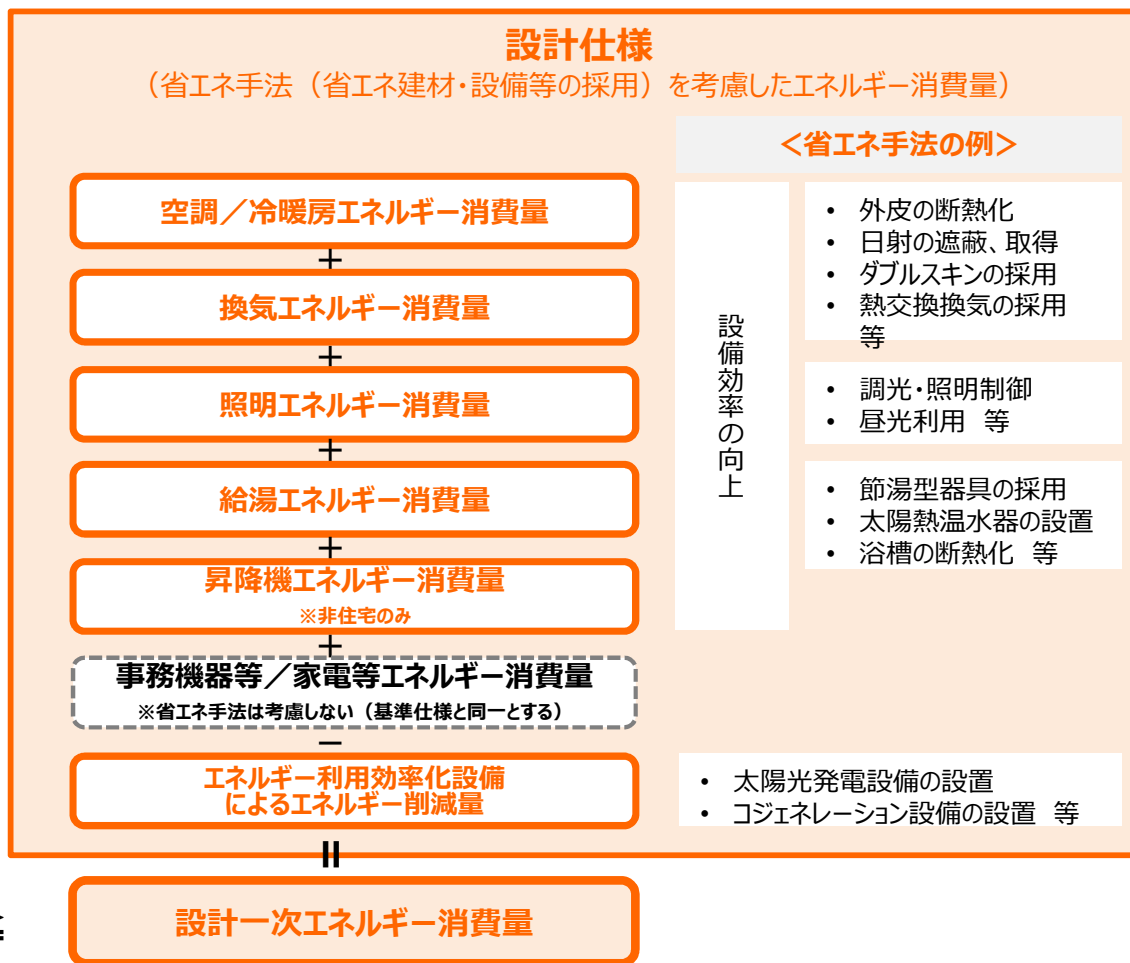 設計仕様
（省エネ手法（省エネ建材・設備等の採用）を考慮したエネルギー消費量）
＜省エネ手法の例＞
空調／冷暖房エネルギー消費量
＋
換気エネルギー消費量
＋
照明エネルギー消費量
＋
給湯エネルギー消費量
＋
昇降機エネルギー消費量
※非住宅のみ
＋
事務機器等／家電等エネルギー消費量
※省エネ手法は考慮しない（基準仕様と同一とする）
－
エネルギー利用効率化設備
によるエネルギー削減量
設備効率の向上
• 外皮の断熱化
• 日射の遮蔽、取得
• ダブルスキンの採用
• 熱交換換気の採用
等
• 調光・照明制御
• 昼光利用　等
• 節湯型器具の採用
• 太陽熱温水器の設置
• 浴槽の断熱化　等
• 太陽光発電設備の設置
• コジェネレーション設備の設置　等
＝
設計一次エネルギー消費量